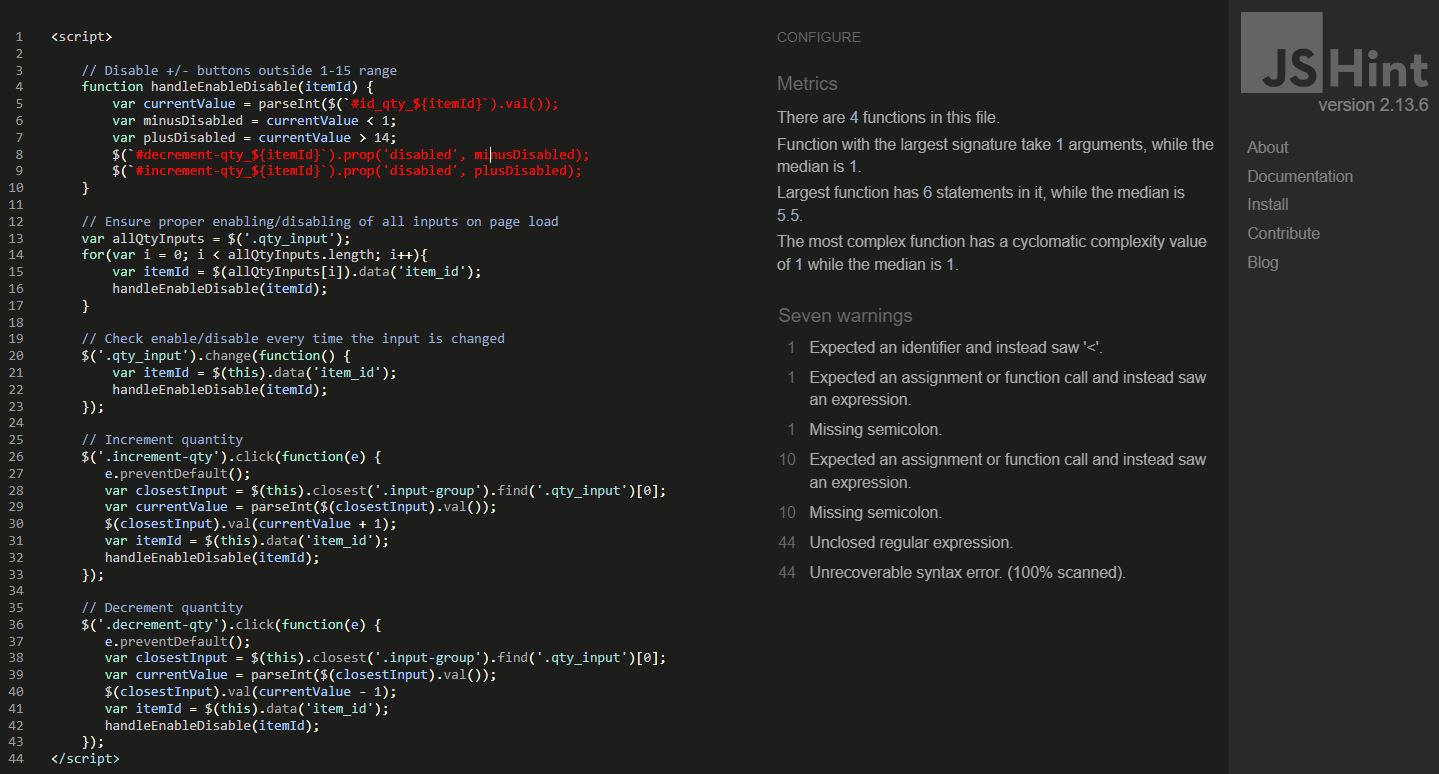 1 <script>
2
3 // Disable +/- buttons outside 1-15 range
4 function handleEnableDisable(itemId) {
5 var currentValue = parseInt($(`#id_qty_${itemId}`).val());
6 var minusDisabled = currentValue < 1;
7 var plusDisabled = currentValue > 14;
8 $(`#decrement-qty_${itemId}`).prop('disabled', minusDisabled);
9 $(`#increment-qty_${itemId}`).prop('disabled', plusDisabled);
10 }
11
12 // Ensure proper enabling/disabling of all inputs on page load
13 var allQtyInputs = $('.qty_input');
14 for(var i = 0; i < allQtyInputs.length; i++){
15 var itemId = $(allQtyInputs[i]).data('item_id');
16 handleEnableDisable(itemId);
17 }
18
19 // Check enable/disable every time the input is changed
20 $('.qty_input').change(function() {
21 var itemId = $(this).data('item_id');
22 handleEnableDisable(itemId);
23 });
24
25 // Increment quantity
26 $('.increment-qty').click(function(e) {
27 e.preventDefault();
28 var closestInput = $(this).closest('.input-group').find('.qty_input')[0];
29 var currentValue = parseInt($(closestInput).val());
30 $(closestInput).val(currentValue + 1);
31 var itemId = $(this).data('item_id');
32 handleEnableDisable(itemId);
33 });
34
35 // Decrement quantity
36 $('.decrement-qty').click(function(e) {
37 e.preventDefault();
38 var closestInput = $(this).closest('.input-group').find('.qty_input')[0];
39 var currentValue = parseInt($(closestInput).val());
40 $(closestInput).val(currentValue - 1);
41 var itemId = $(this).data('item_id');
42 handleEnableDisable(itemId);
43 });
44 </script>
CONFIGURE
Metrics
There are 4 functions in this file.
Function with the largest signature take 1 arguments, while the
median is 1.
Largest function has 6 statements in it, while the median is
5.5.
The most complex function has a cyclomatic complexity value
of 1 while the median is 1.
Seven warnings
1 Expected an identifier and instead saw '<'.
1 Expected an assignment or function call and instead saw
an expression.
1 Missing semicolon.
10 Expected an assignment or function call and instead saw
an expression.
10 Missing semicolon.
44 Unclosed regular expression.
44 Unrecoverable syntax error. (100% scanned).
JSHint
version 2.13.6
About
Documentation
Install
Contribute
Blog